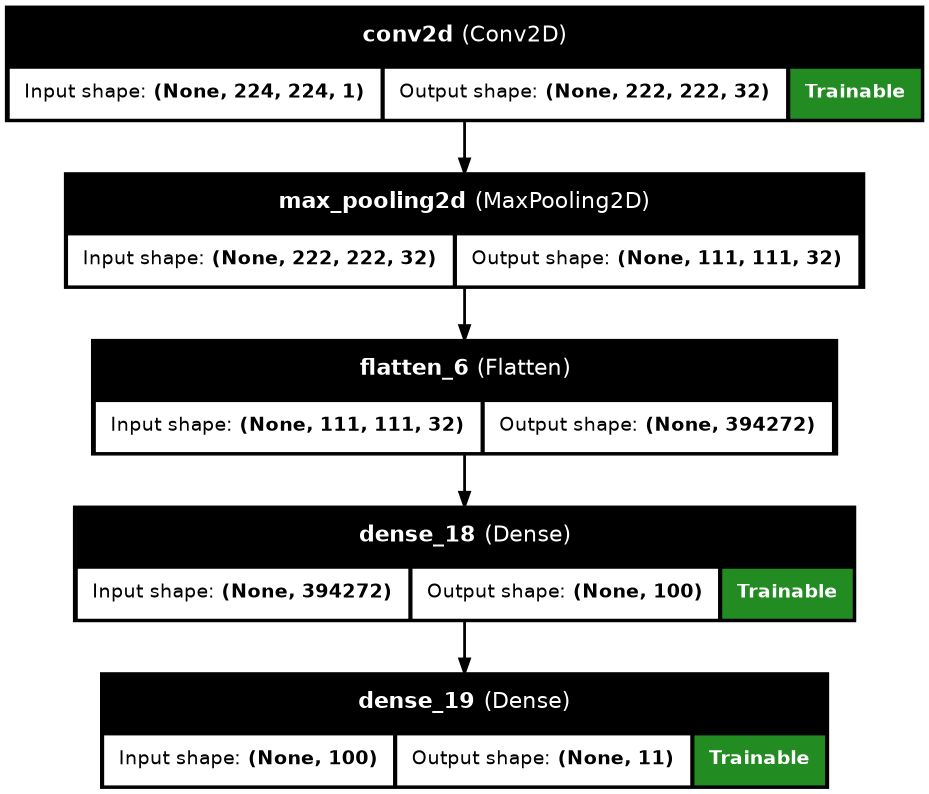 conv2d (Conv2D)
Input shape: (None, 224, 224, 1) Output shape: (None, 222, 222, 32) Trainable
max_pooling2d (MaxPooling2D)
Input shape: (None, 222, 222, 32) Output shape: (None, 111, 111, 32)
flatten_6 (Flatten)
Input shape: (None, 111, 111, 32) Output shape: (None, 394272)
dense_18 (Dense)
Input shape: (None, 394272) Output shape: (None, 100) Trainable
dense_19 (Dense)
Input shape: (None, 100) Output shape: (None, 11) Trainable